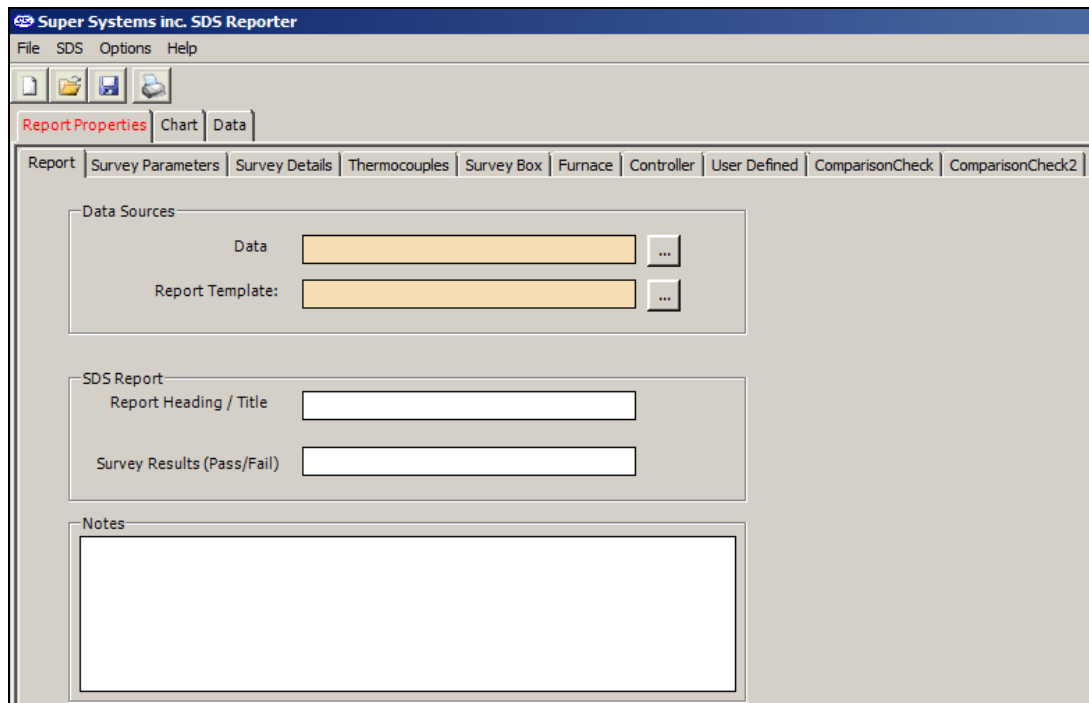 Super Systems inc. SDS Reporter
File SDS Options Help
Report Properties Chart Data
Report Survey Parameters Survey Details Thermocouples Survey Box Furnace Controller User Defined ComparisonCheck ComparisonCheck2
Data Sources
Data ...
Report Template: ...
SDS Report
Report Heading / Title
Survey Results (Pass/Fail)
Notes